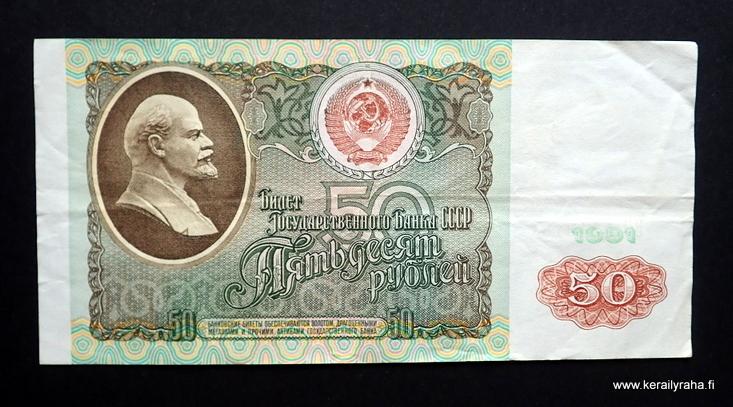 50
БИЛЕТ
ГОСУДАРСТВЕННОГО БАНКА СССР
Пятьдесят
рублей
1991
50
50
БАНКОВСКИЕ БИЛЕТЫ ОБЕСПЕЧИВАЮТСЯ ЗОЛОТОМ, ДРАГОЦЕННЫМИ
МЕТАЛЛАМИ И ПРОЧИМИ АКТИВАМИ ГОСУДАРСТВЕННОГО БАНКА
50
www.kerailyraha.fi